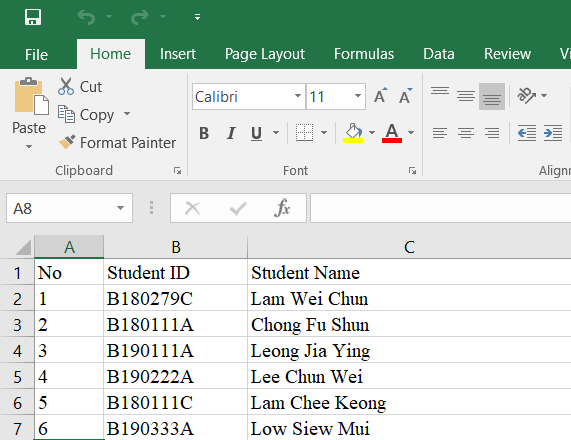 File Home Insert Page Layout Formulas Data Review Vi
Cut
Copy
Format Painter
Paste
Clipboard
Calibri 11 A A
B I U A
Font
Alignn
A8 fx
A B C
1 No Student ID Student Name
2 1 B180279C Lam Wei Chun
3 2 B180111A Chong Fu Shun
4 3 B190111A Leong Jia Ying
5 4 B190222A Lee Chun Wei
6 5 B180111C Lam Chee Keong
7 6 B190333A Low Siew Mui